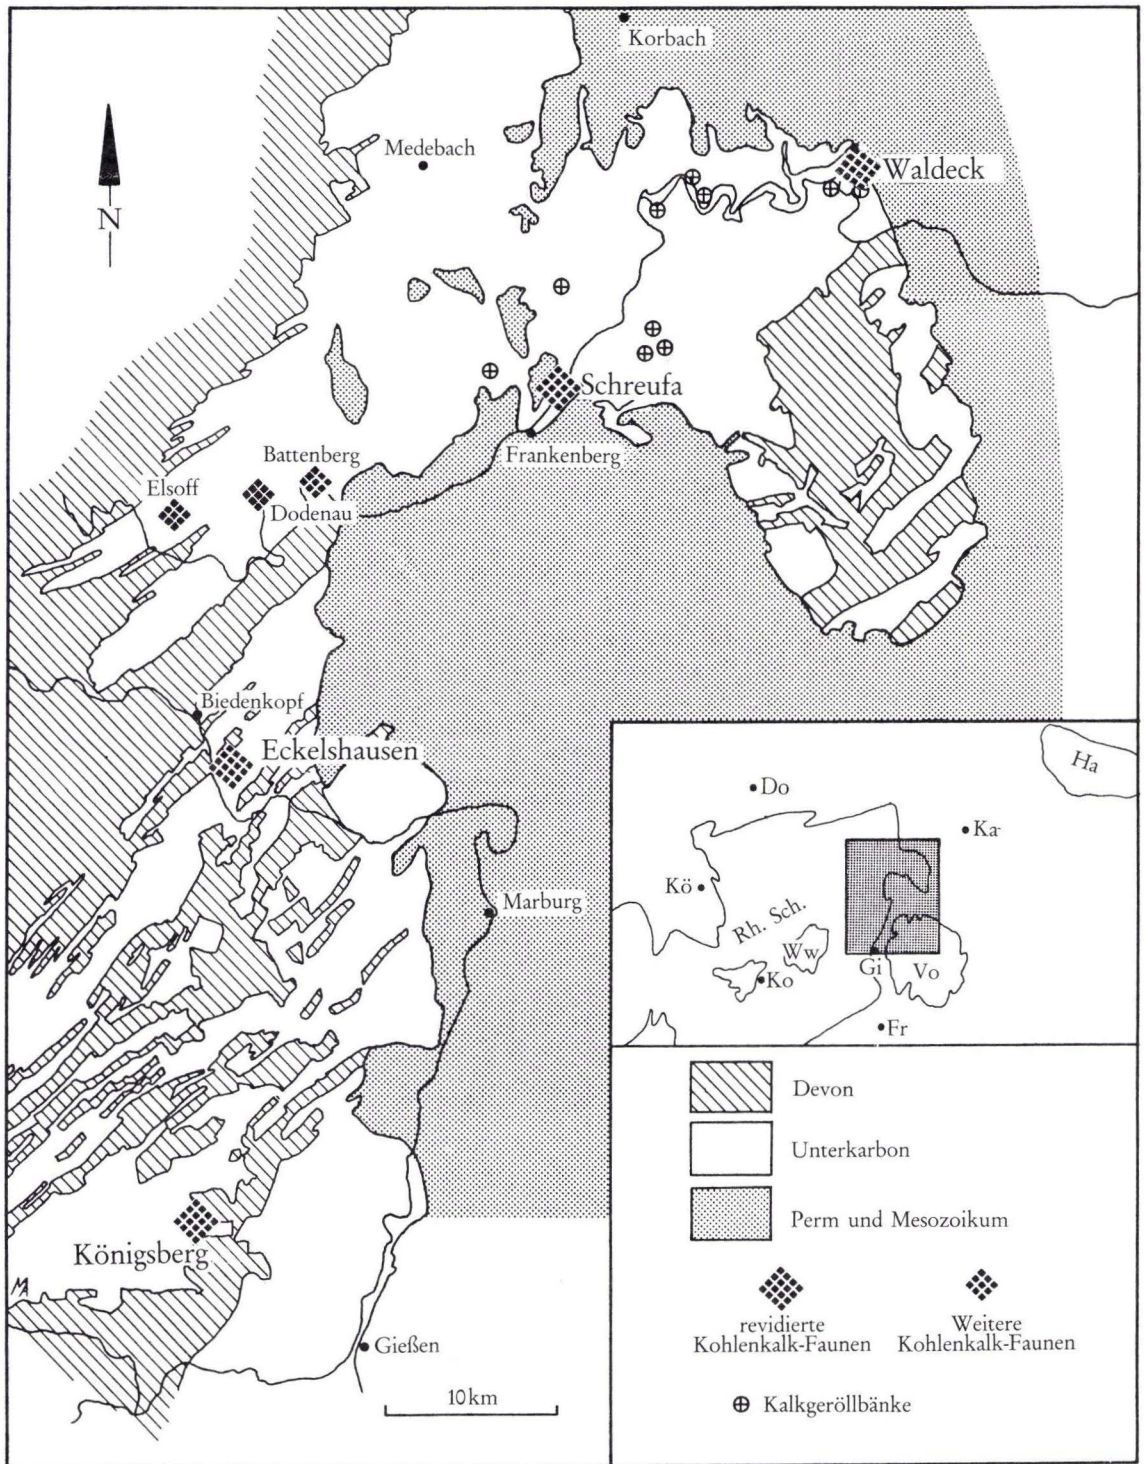 Korbach
Medebach
Waldeck
N
Schreufa
Frankenberg
Battenberg
Elsoff
Dodenau
Biedenkopf
Eckelshausen
Marburg
Königsberg
Gießen
10km
Ha
Do
Ka
Kö
Rh. Sch.
Ww
Ko
Gi
Vo
Fr
Devon
Unterkarbon
Perm und Mesozoikum
revidierte
Kohlenkalk-Faunen
Weitere
Kohlenkalk-Faunen
Kalkgeröllbänke